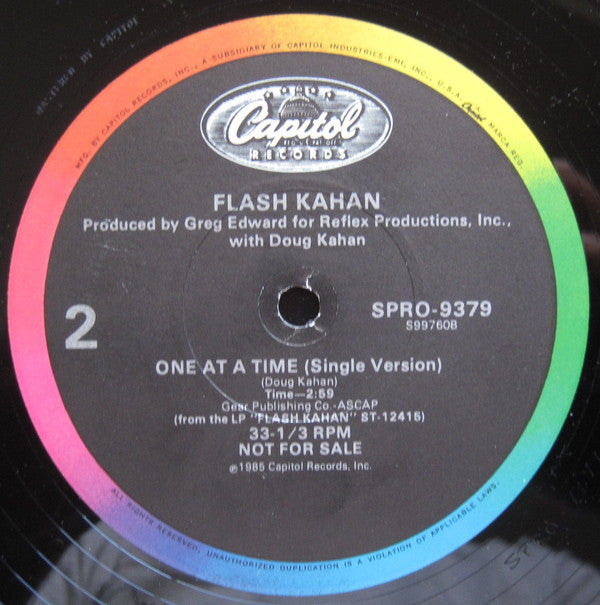 MFG. BY CAPITOL RECORDS, INC., A SUBSIDIARY OF CAPITOL INDUSTRIES-EMI, INC., U.S.A. Capitol MARCA REG.
Capitol
RECORDS
FLASH KAHAN
Produced by Greg Edward for Reflex Productions, Inc.,
with Doug Kahan
2
SPRO-9379
S99760B
ONE AT A TIME (Single Version)
(Doug Kahan)
Time—2:59
Gear Publishing Co.-ASCAP
(from the LP "FLASH KAHAN" ST-12415)
33-1/3 RPM
NOT FOR SALE
℗1985 Capitol Records, Inc.
ALL RIGHTS RESERVED. UNAUTHORIZED DUPLICATION IS A VIOLATION OF APPLICABLE LAWS.